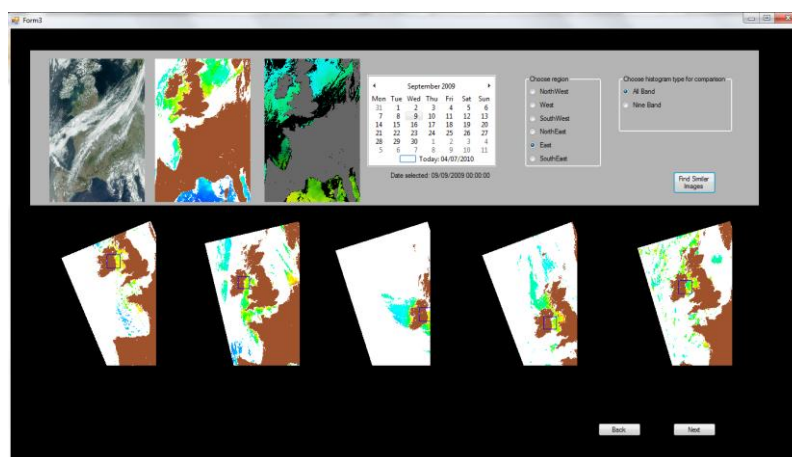 Form3
September 2009
Mon Tue Wed Thu Fri Sat Sun
31 1 2 3 4 5 6
7 8 9 10 11 12 13
14 15 16 17 18 19 20
21 22 23 24 25 26 27
28 29 30 1 2 3 4
5 6 7 8 9 10 11
Today: 04/07/2010
Date selected: 09/09/2009 00:00:00
Choose region
NorthWest
West
SouthWest
NorthEast
East
SouthEast
Choose histogram type for comparison
All Band
Nine Band
Find Similar
Images
Back
Next